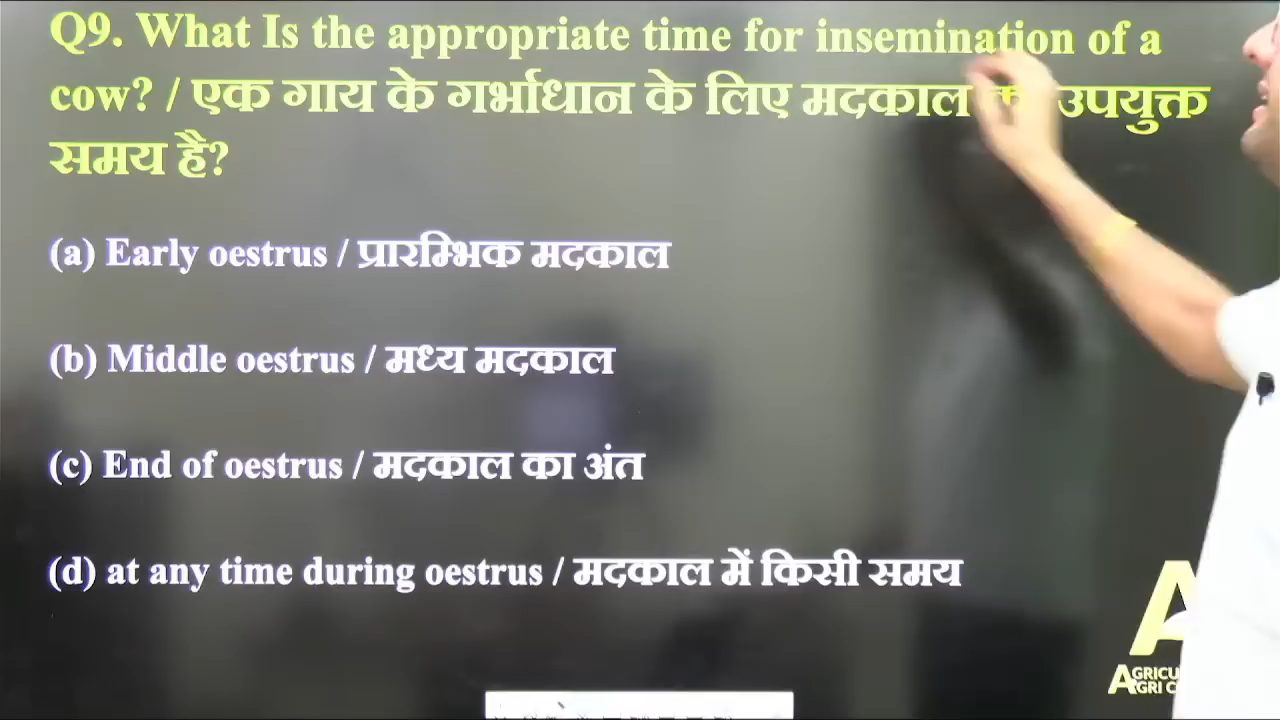 Q9. What Is the appropriate time for insemination of a
cow? / एक गाय के गर्भाधान के लिए मदकाल उपयुक्त
समय है?
(a) Early oestrus / प्रारम्भिक मदकाल
(b) Middle oestrus / मध्य मदकाल
(c) End of oestrus / मदकाल का अंत
(d) at any time during oestrus / मदकाल में किसी समय
A